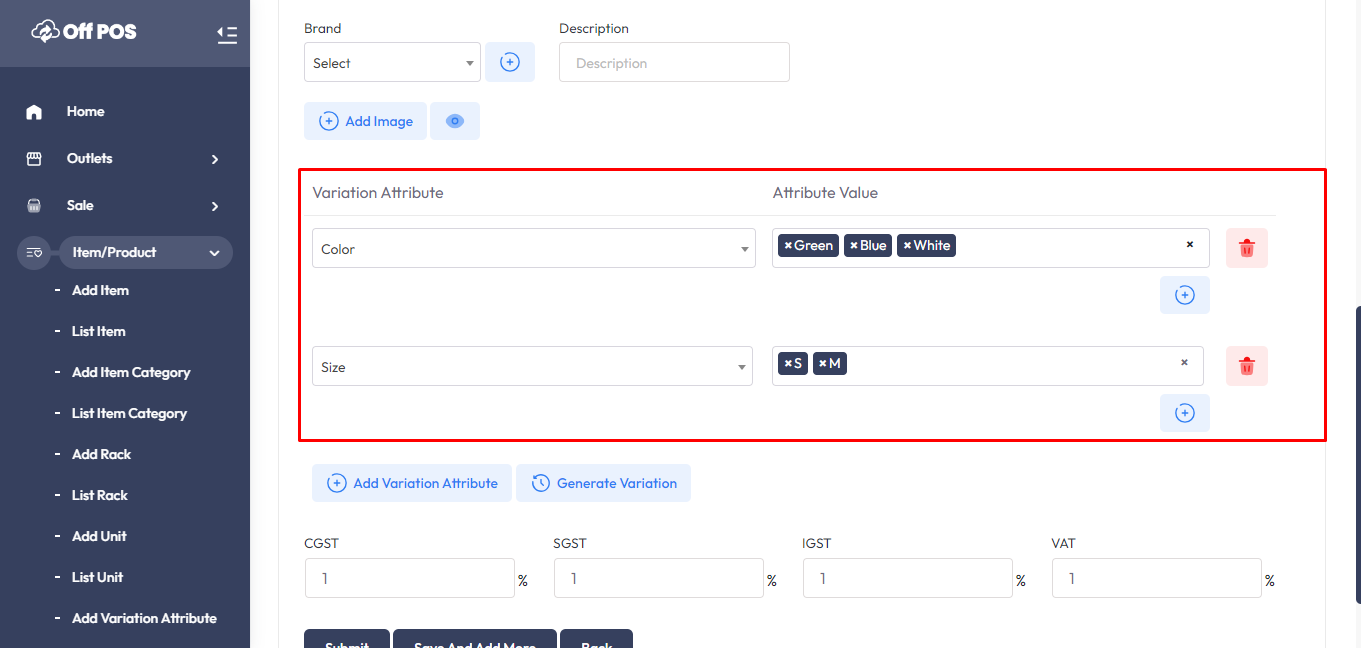 Off POS
Home
Outlets
Sale
Item/Product
- Add Item
- List Item
- Add Item Category
- List Item Category
- Add Rack
- List Rack
- Add Unit
- List Unit
- Add Variation Attribute
Brand
Description
Select
Description
Add Image
Variation Attribute
Attribute Value
Color
×Green ×Blue ×White ×
Size
×S ×M ×
Add Variation Attribute
Generate Variation
CGST
SGST
IGST
VAT
1 %
1 %
1 %
1 %
Submit
Save And Add More
Back